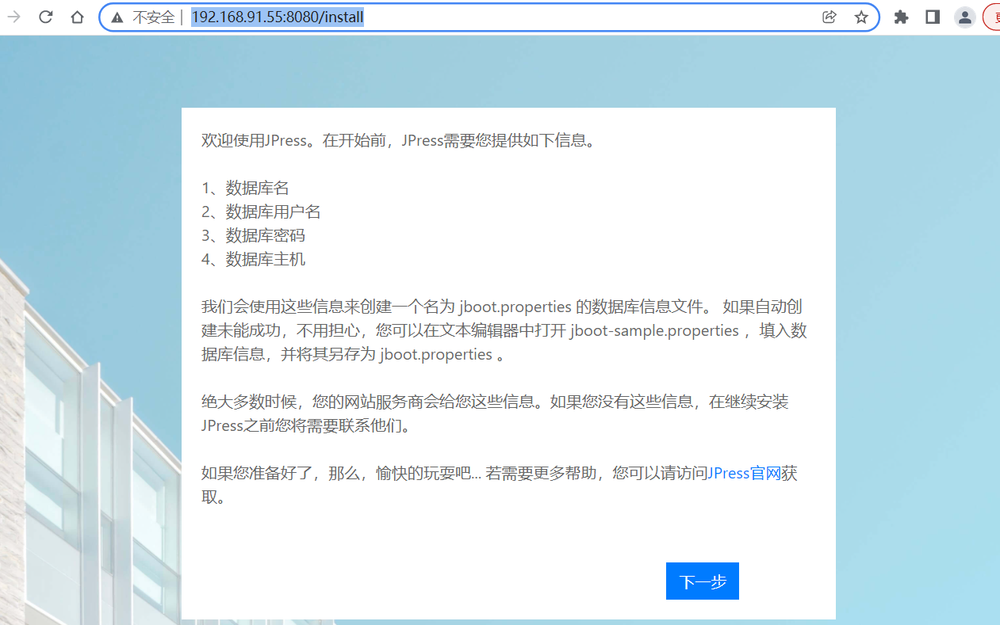 不安全 | 192.168.91.55:8080/install
欢迎使用JPress。在开始前，JPress需要您提供如下信息。
1、数据库名
2、数据库用户名
3、数据库密码
4、数据库主机
我们会使用这些信息来创建一个名为 jboot.properties 的数据库信息文件。 如果自动创
建未能成功，不用担心，您可以在文本编辑器中打开 jboot-sample.properties ，填入数
据库信息，并将其另存为 jboot.properties 。
绝大多数时候，您的网站服务商会给您这些信息。如果您没有这些信息，在继续安装
JPress之前您将需要联系他们。
如果您准备好了，那么，愉快的玩耍吧... 若需要更多帮助，您可以请访问JPress官网获
取。
下一步